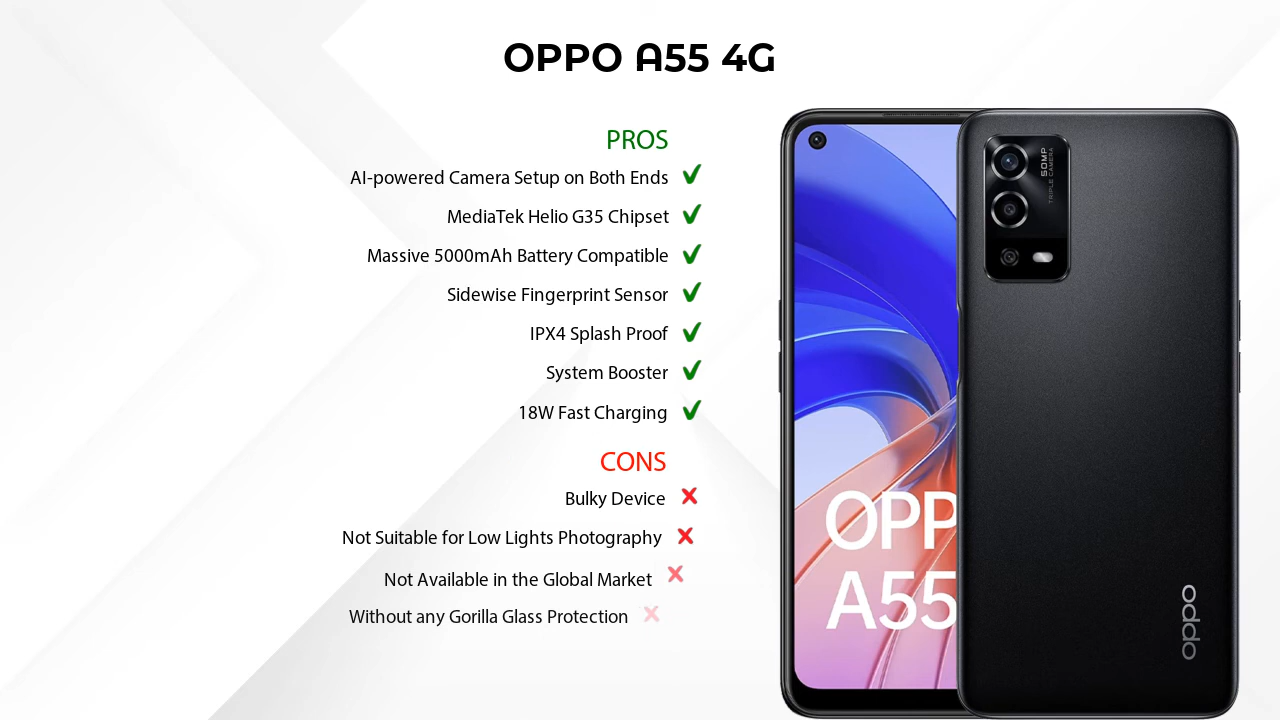 OPPO A55 4G
PROS
AI-powered Camera Setup on Both Ends
MediaTek Helio G35 Chipset
Massive 5000mAh Battery Compatible
Sidewise Fingerprint Sensor
IPX4 Splash Proof
System Booster
18W Fast Charging
CONS
Bulky Device
Not Suitable for Low Lights Photography
Not Available in the Global Market
Without any Gorilla Glass Protection
OPP
A55
50MP
TRIPLE CAMERA
oppo